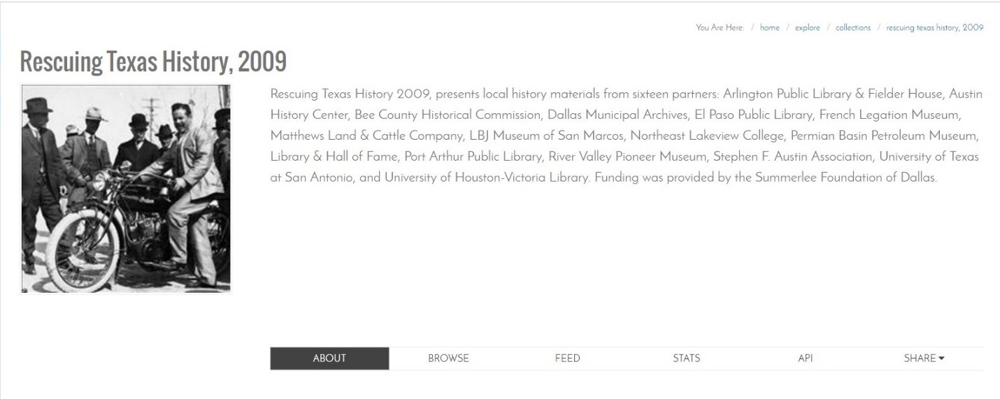 You Are Here: / home / explore / collections / rescuing texas history, 2009
Rescuing Texas History, 2009
Rescuing Texas History 2009, presents local history materials from sixteen partners: Arlington Public Library & Fielder House, Austin
History Center, Bee County Historical Commission, Dallas Municipal Archives, El Paso Public Library, French Legation Museum,
Matthews Land & Cattle Company, LBJ Museum of San Marcos, Northeast Lakeview College, Permian Basin Petroleum Museum,
Library & Hall of Fame, Port Arthur Public Library, River Valley Pioneer Museum, Stephen F. Austin Association, University of Texas
at San Antonio, and University of Houston-Victoria Library. Funding was provided by the Summerlee Foundation of Dallas.
Indian
ABOUT BROWSE FEED STATS API SHARE